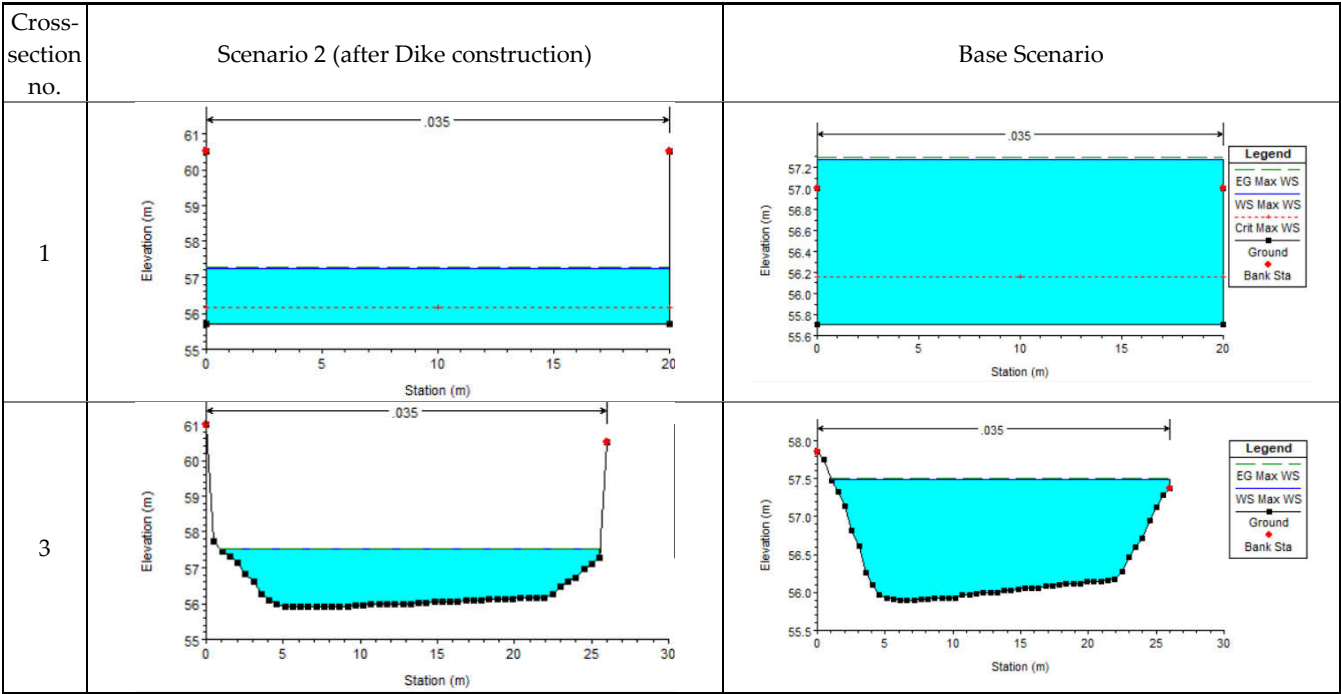 Cross-
section
no.
Scenario 2 (after Dike construction)
Base Scenario
1
.035
61
60
59
58
57
56
55
0
5
10
15
20
Elevation (m)
Station (m)
.035
57.2
57.0
56.8
56.6
56.4
56.2
56.0
55.8
55.6
0
5
10
15
20
Elevation (m)
Station (m)
Legend
EG Max WS
WS Max WS
Crit Max WS
Ground
Bank Sta
3
.035
61
60
59
58
57
56
55
0
5
10
15
20
25
30
Elevation (m)
Station (m)
.035
58.0
57.5
57.0
56.5
56.0
55.5
0
5
10
15
20
25
30
Elevation (m)
Station (m)
Legend
EG Max WS
WS Max WS
Ground
Bank Sta